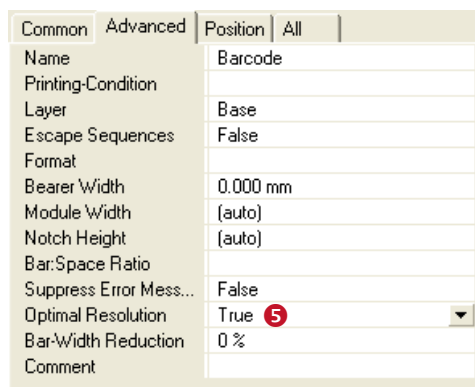 Common Advanced Position All
Name Barcode
Printing-Condition
Layer Base
Escape Sequences False
Format
Bearer Width 0.000 mm
Module Width (auto)
Notch Height (auto)
Bar:Space Ratio
Suppress Error Mess... False
Optimal Resolution True 5
Bar-Width Reduction 0 %
Comment